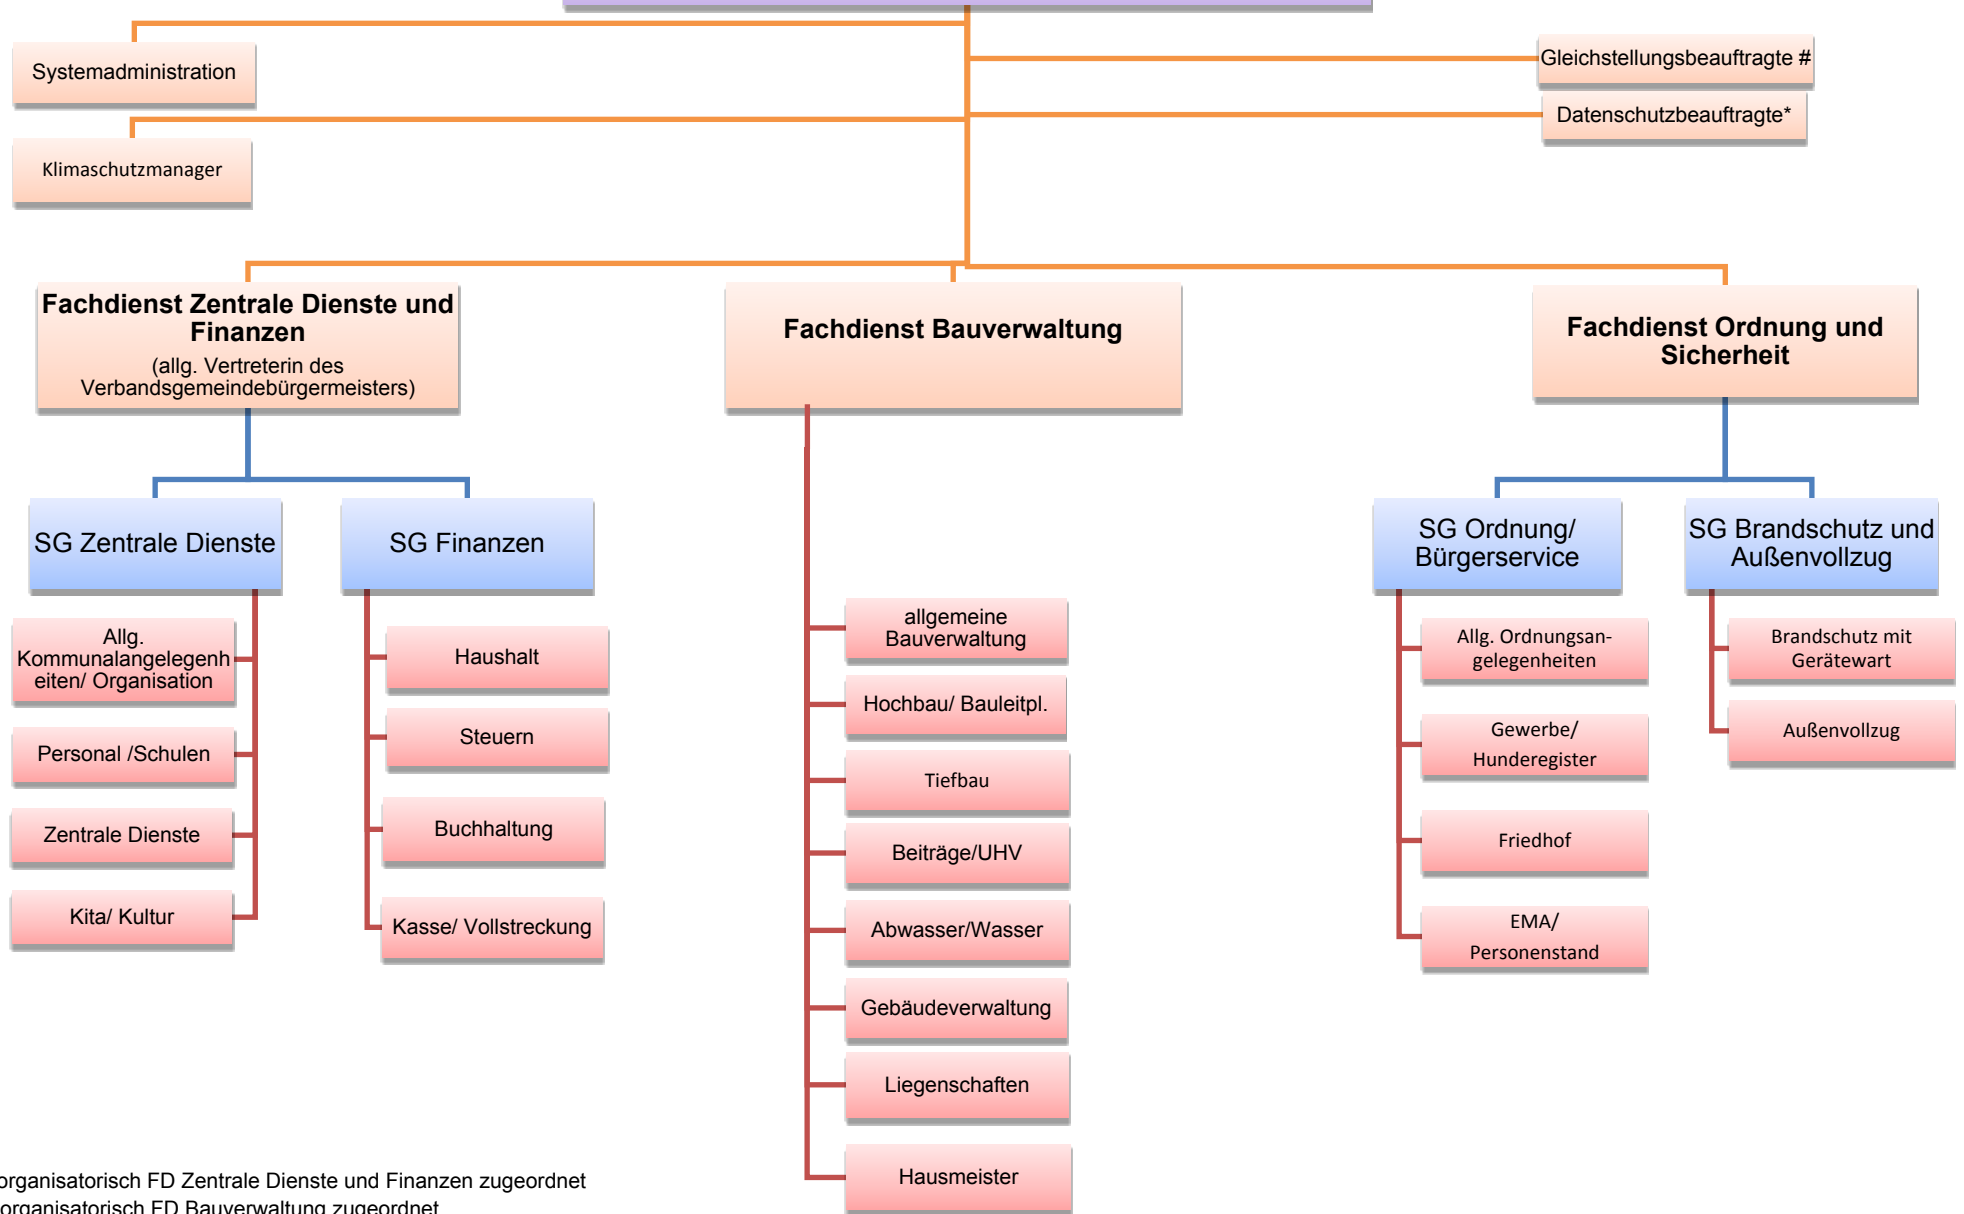 Systemadministration
Gleichstellungsbeauftragte #
Datenschutzbeauftragte*
Klimaschutzmanager
Fachdienst Zentrale Dienste und
Finanzen
(allg. Vertreterin des
Verbandsgemeindebürgermeisters)
Fachdienst Bauverwaltung
Fachdienst Ordnung und
Sicherheit
SG Zentrale Dienste
SG Finanzen
SG Ordnung/
Bürgerservice
SG Brandschutz und
Außenvollzug
Allg.
Kommunalangelegenh
eiten/ Organisation
Personal /Schulen
Zentrale Dienste
Kita/ Kultur
Haushalt
Steuern
Buchhaltung
Kasse/ Vollstreckung
allgemeine
Bauverwaltung
Hochbau/ Bauleitpl.
Tiefbau
Beiträge/UHV
Abwasser/Wasser
Gebäudeverwaltung
Liegenschaften
Hausmeister
Allg. Ordnungsan-
gelegenheiten
Gewerbe/
Hunderegister
Friedhof
EMA/
Personenstand
Brandschutz mit
Gerätewart
Außenvollzug
organisatorisch FD Zentrale Dienste und Finanzen zugeordnet
organisatorisch FD Bauverwaltung zugeordnet